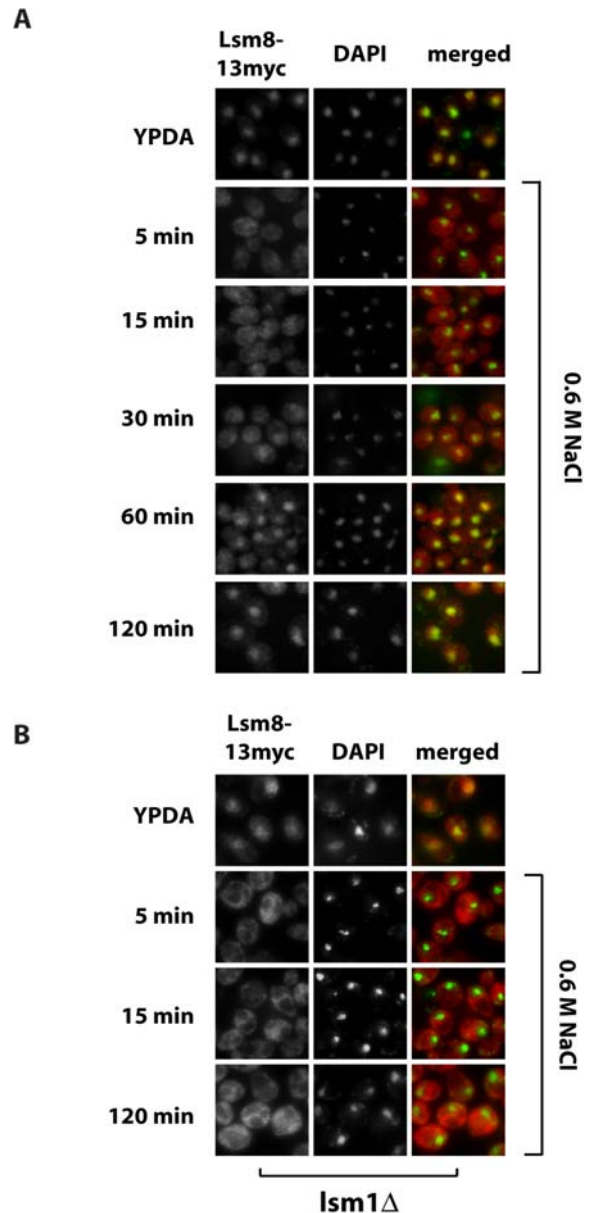 A
Lsm8-
13myc
DAPI
merged
YPDA
5 min
15 min
30 min
60 min
120 min
0.6 M NaCl
B
Lsm8-
13myc
DAPI
merged
YPDA
5 min
15 min
120 min
0.6 M NaCl
lsm1Δ